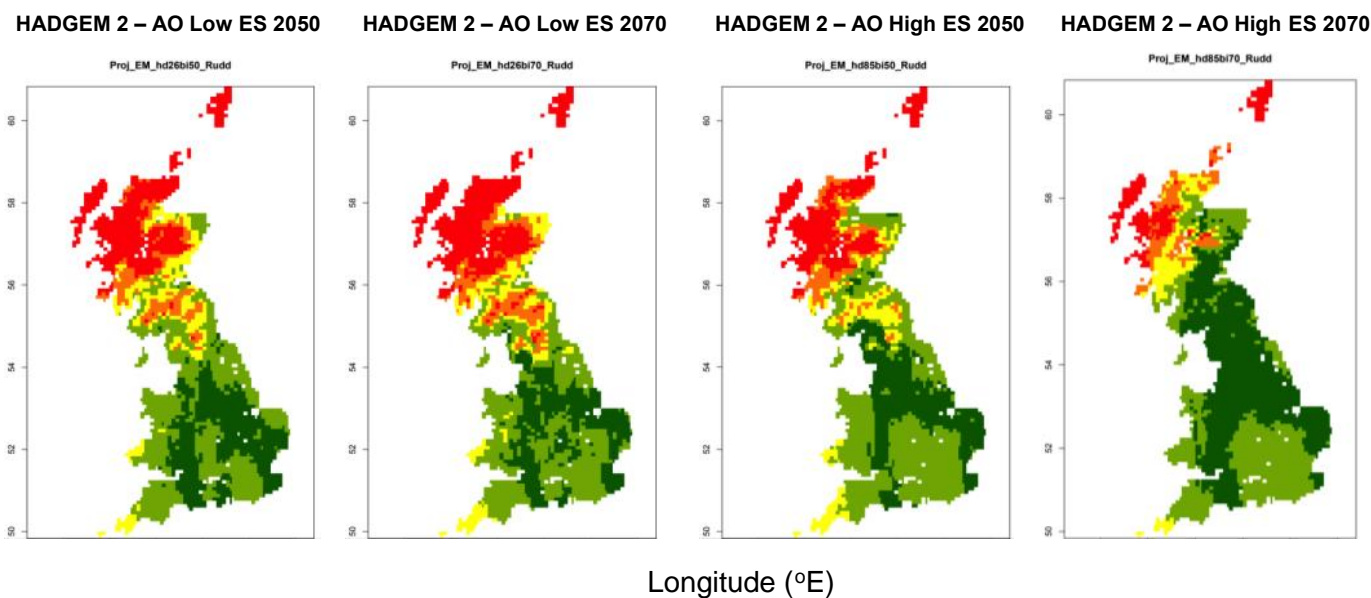 HADGEM 2 – AO Low ES 2050
HADGEM 2 – AO Low ES 2070
HADGEM 2 – AO High ES 2050
HADGEM 2 – AO High ES 2070
Proj_EM_hd26bi50_Rudd
Proj_EM_hd26bi70_Rudd
Proj_EM_hd85bi50_Rudd
Proj_EM_hd85bi70_Rudd
60
58
56
54
52
50
60
58
56
54
52
50
60
58
56
54
52
50
60
58
56
54
52
50
Longitude (ºE)